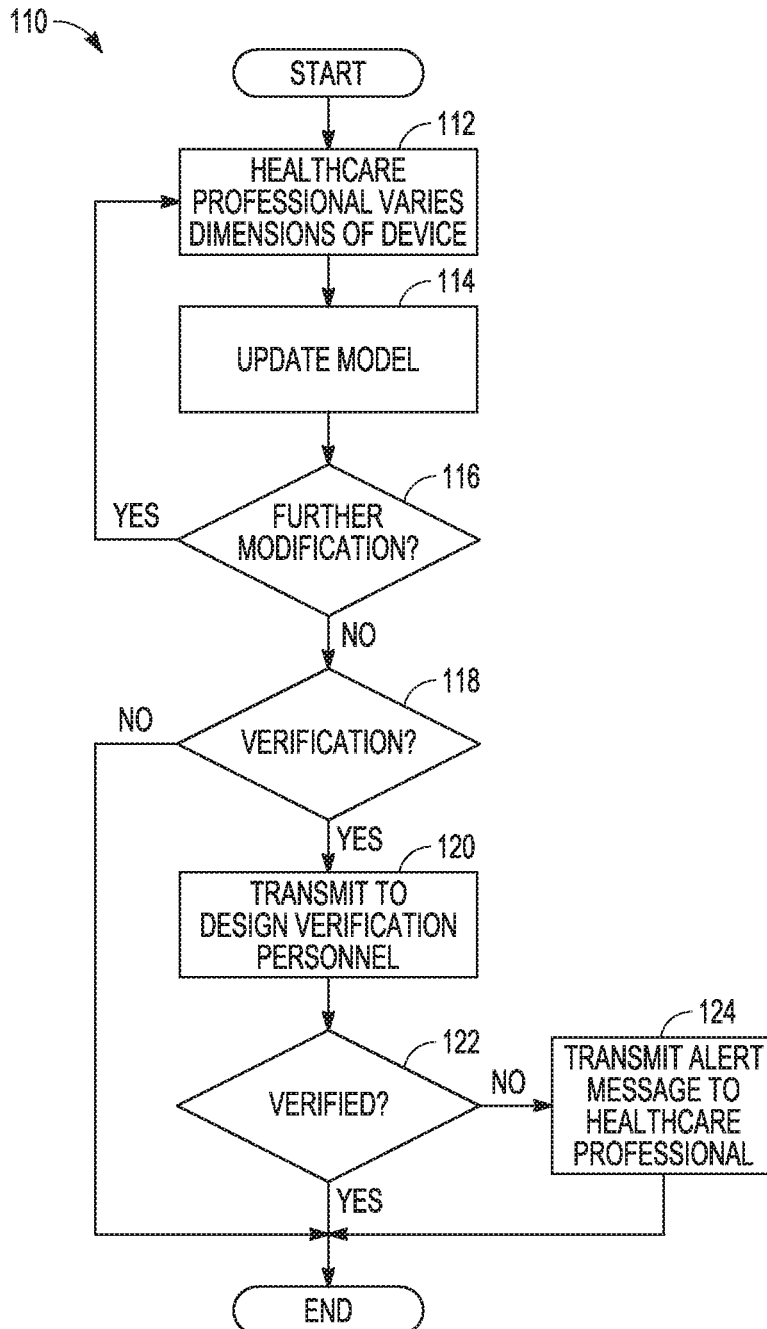 110
START
112
HEALTHCARE
PROFESSIONAL VARIES
DIMENSIONS OF DEVICE
114
UPDATE MODEL
116
YES
FURTHER
MODIFICATION?
NO
118
NO
VERIFICATION?
YES
120
TRANSMIT TO
DESIGN VERIFICATION
PERSONNEL
122
VERIFIED?
NO
124
TRANSMIT ALERT
MESSAGE TO
HEALTHCARE
PROFESSIONAL
YES
END